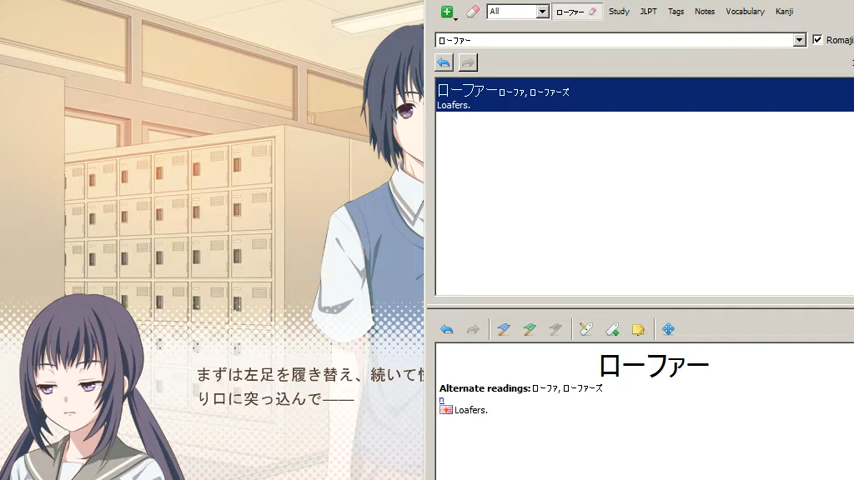 まずは左足を履き替え、続いて
り口に突っ込んで――
All
ローファー
Study
JLPT
Tags
Notes
Vocabulary
Kanji
ローファー
Romaji
ローファー ローファ, ローファーズ
Loafers.
ローファー
Alternate readings: ローファ, ローファーズ
n
Loafers.